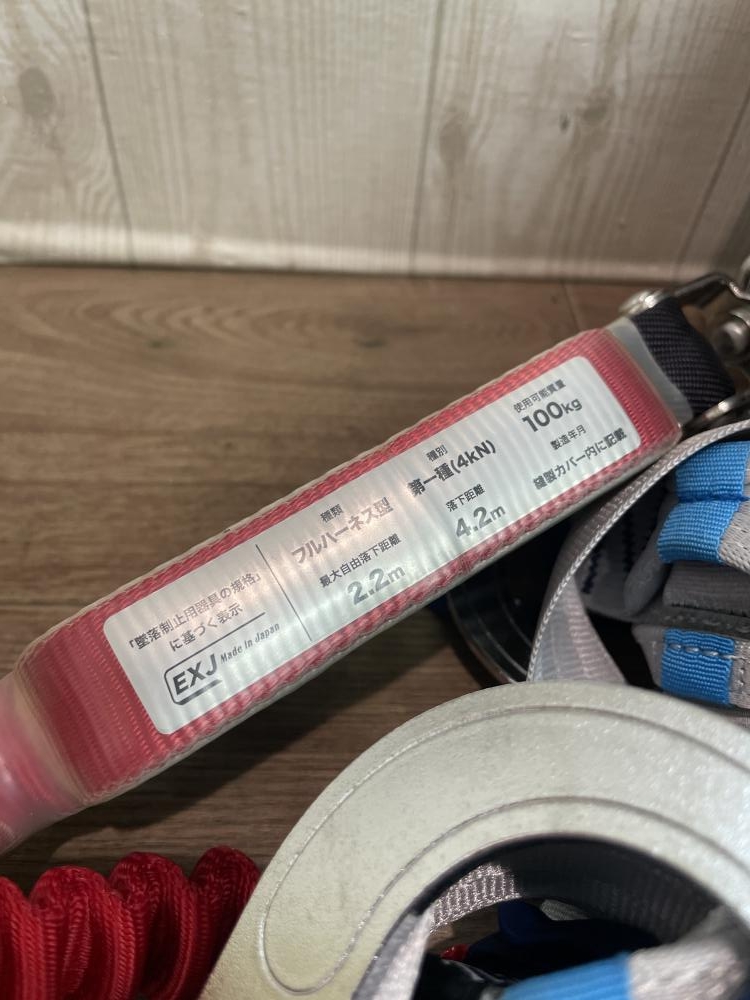 「墜落制止用器具の規格」
に基づく表示
EXJ Made in Japan
種類
フルハーネス型
最大自由落下距離
2.2m
種別
第一種(4kN)
落下距離
4.2m
使用可能質量
100kg
製造年月
縫製カバー内に記載